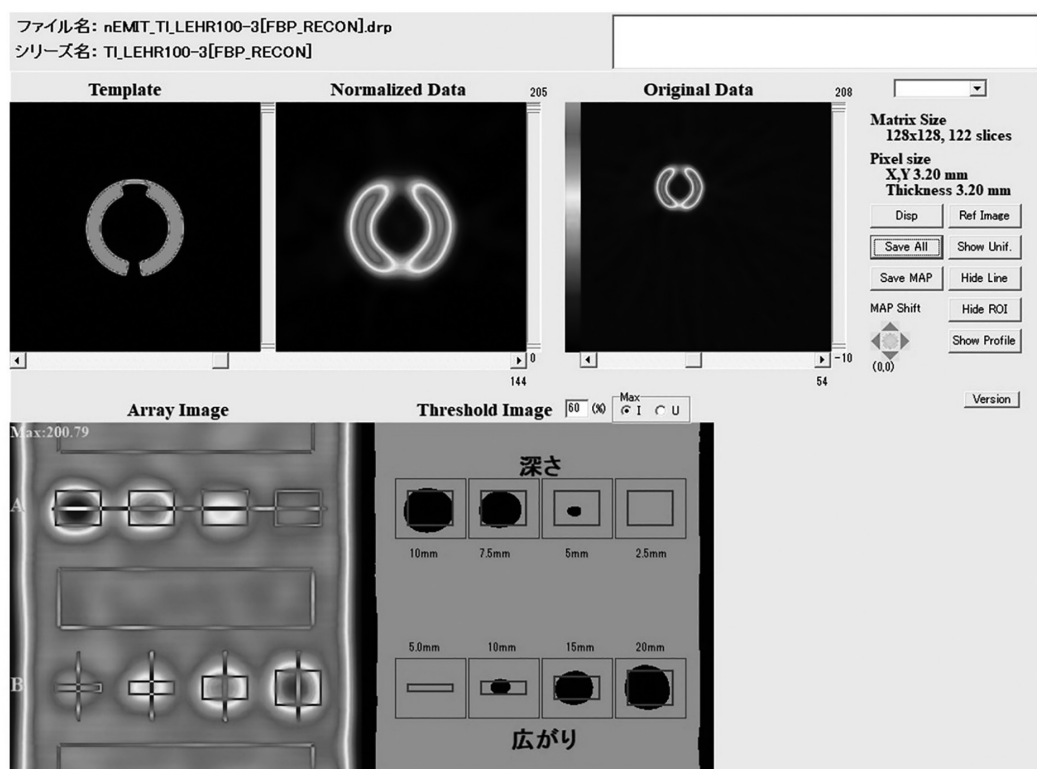 ファイル名: nEMIT_TI_LEHR100-3[FBP_RECON].drp
シリーズ名: TI_LEHR100-3[FBP_RECON]
Template
Normalized Data
205
Original Data
208
Matrix Size
128x128, 122 slices
Pixel size
X,Y 3.20 mm
Thickness 3.20 mm
Disp
Ref Image
Save All
Show Unif.
Save MAP
Hide Line
MAP Shift
Hide ROI
Show Profile
(0,0)
0
-10
144
54
Version
Array Image
Threshold Image
60 (%)
Max
I U
Max:200.79
深さ
A
10mm 7.5mm 5mm 2.5mm
5.0mm 10mm 15mm 20mm
B
広がり